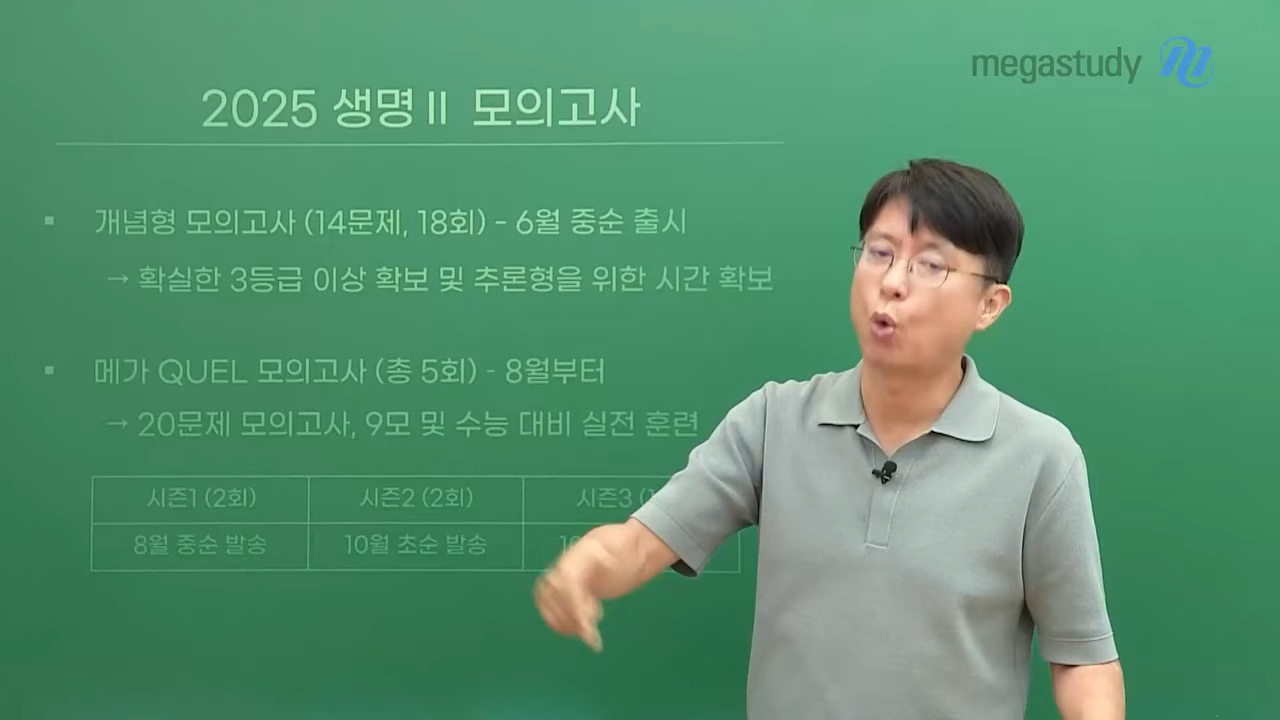 megastudy
2025 생명Ⅱ 모의고사
▪ 개념형 모의고사 (14문제, 18회) - 6월 중순 출시
→ 확실한 3등급 이상 확보 및 추론형을 위한 시간 확보
▪ 메가 QUEL 모의고사 (총 5회) - 8월부터
→ 20문제 모의고사, 9모 및 수능 대비 실전 훈련
시즌1 (2회) 시즌2 (2회) 시즌3
8월 중순 발송 10월 초순 발송